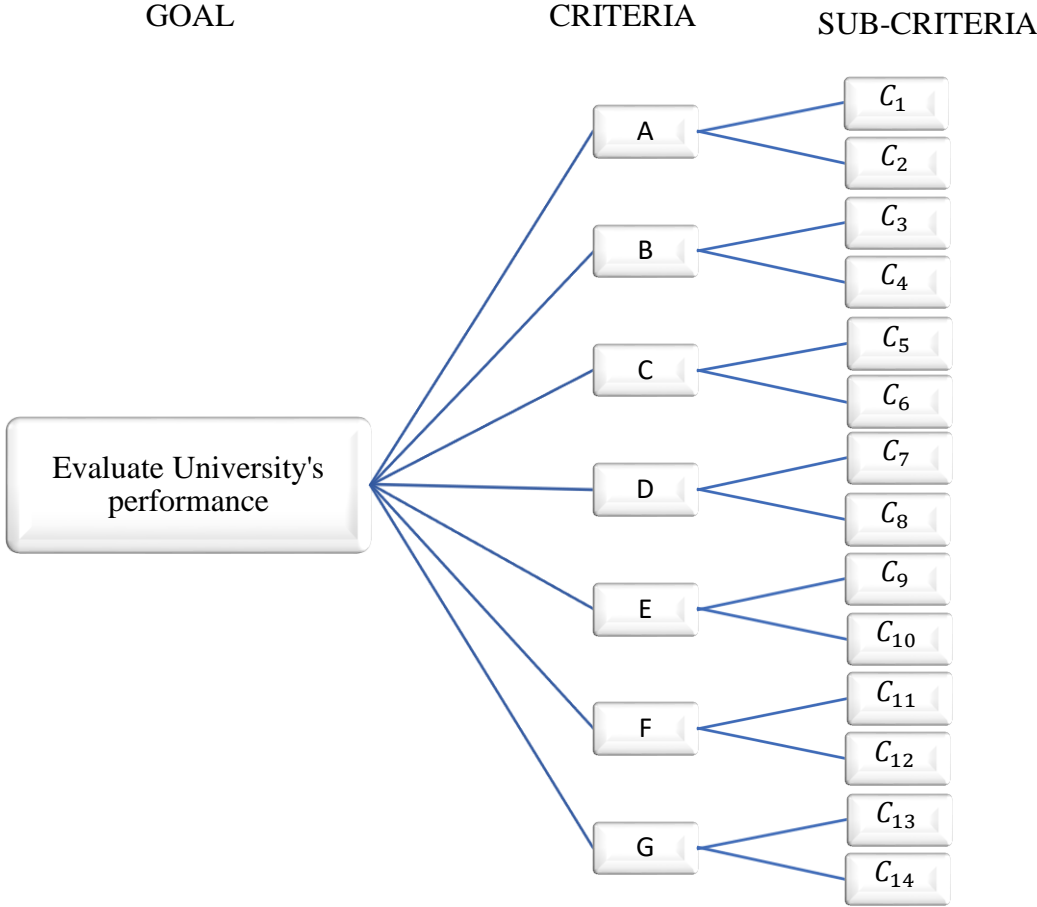 GOAL
CRITERIA
SUB-CRITERIA
Evaluate University's
performance
A
B
C
D
E
F
G
C₁
C₂
C₃
C₄
C₅
C₆
C₇
C₈
C₉
C₁₀
C₁₁
C₁₂
C₁₃
C₁₄